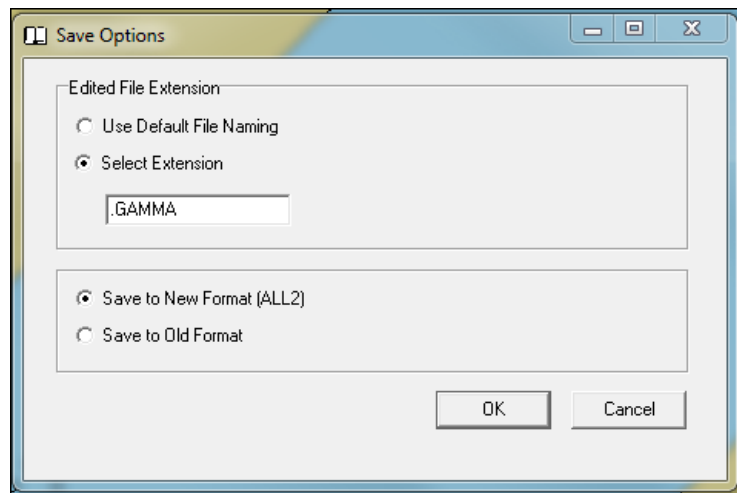 Save Options
Edited File Extension
Use Default File Naming
Select Extension
.GAMMA
Save to New Format (ALL2)
Save to Old Format
OK Cancel